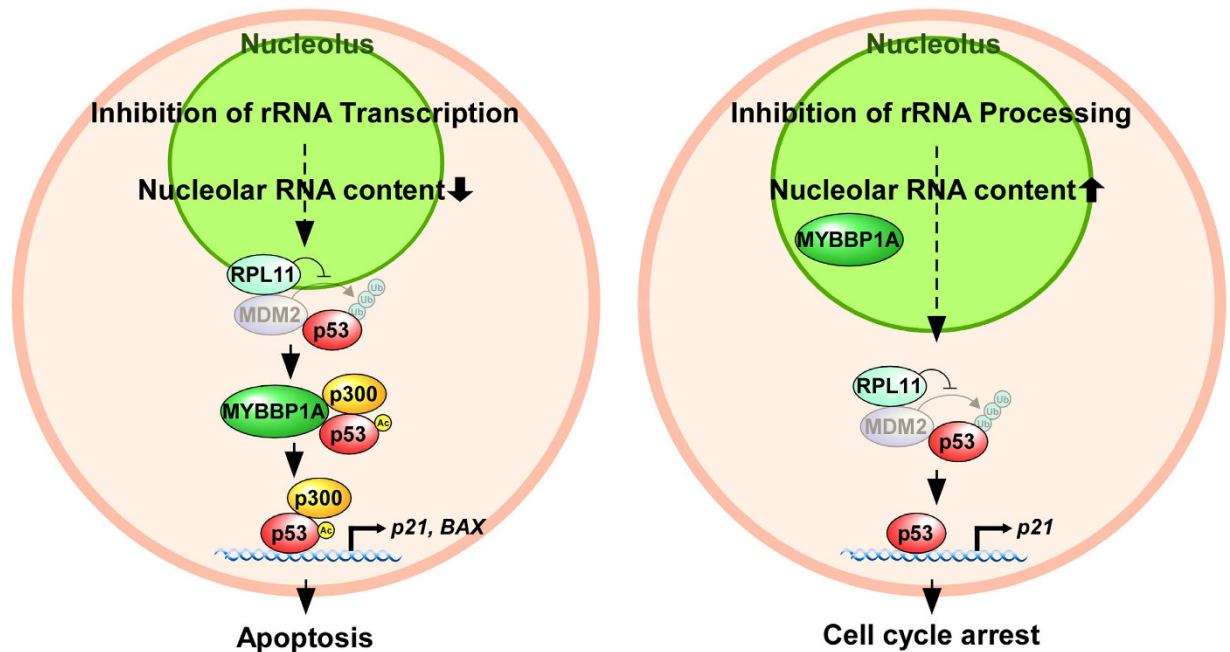 Nucleolus
Inhibition of rRNA Transcription
Nucleolar RNA content
RPL11
MDM2
Ub
Ub
Ub
p53
MYBBP1A
p300
p53
Ac
p300
p53
Ac
p21, BAX
Apoptosis
Nucleolus
Inhibition of rRNA Processing
Nucleolar RNA content
MYBBP1A
RPL11
MDM2
Ub
Ub
Ub
p53
p53
p21
Cell cycle arrest